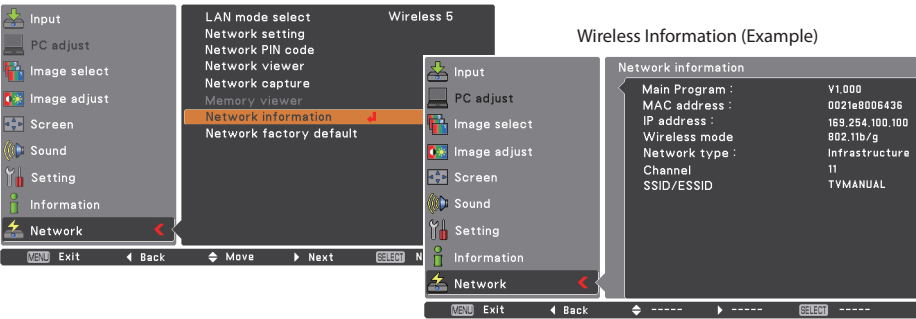 Input
PC adjust
Image select
Image adjust
Screen
Sound
Setting
Information
Network
LAN mode select Wireless 5
Network setting
Network PIN code
Network viewer
Network capture
Memory viewer
Network information
Network factory default
MENU Exit Back Move Next SELECT N
Wireless Information (Example)
Input
PC adjust
Image select
Image adjust
Screen
Sound
Setting
Information
Network
Network information
Main Program : V1.000
MAC address : 0021e8006436
IP address : 169.254.100.100
Wireless mode 802.11b/g
Network type : Infrastructure
Channel 11
SSID/ESSID TVMANUAL
MENU Exit Back ----- ----- SELECT -----